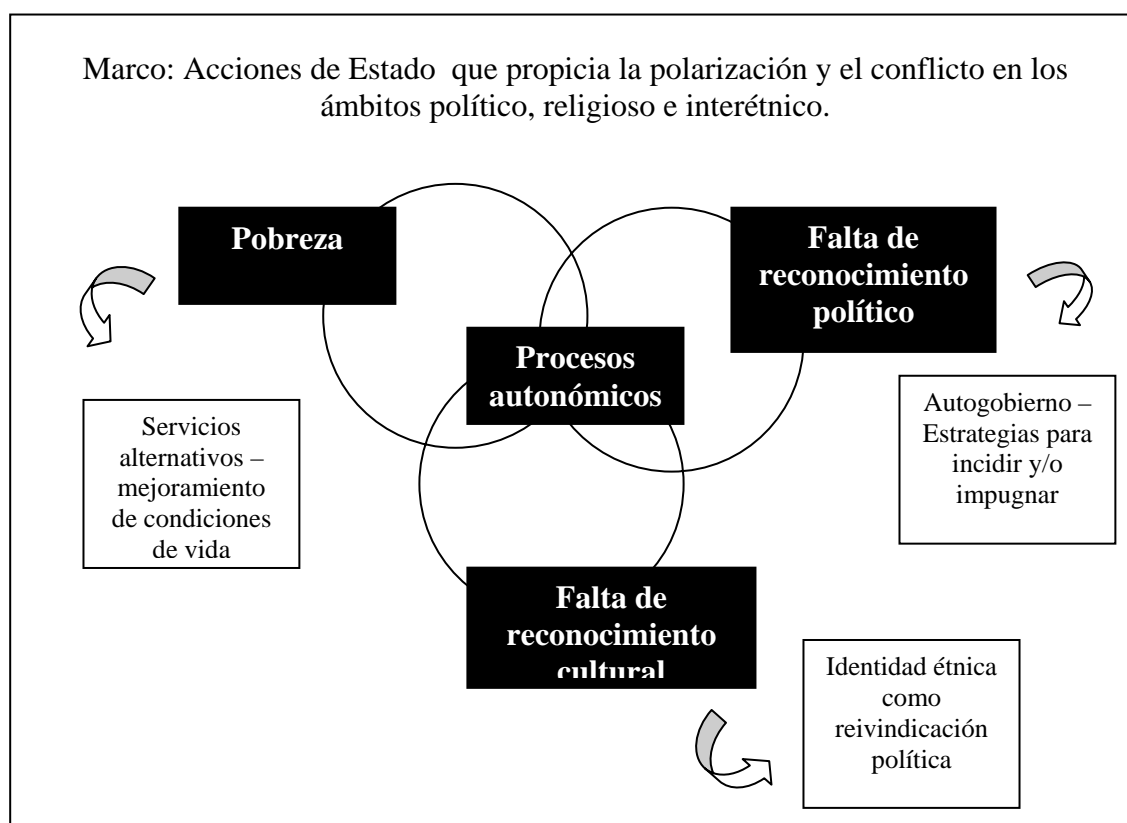 Marco: Acciones de Estado que propicia la polarización y el conflicto en los
ámbitos político, religioso e interétnico.
Pobreza
Falta de
reconocimiento
político
Procesos
autonómicos
Servicios
alternativos –
mejoramiento
de condiciones
de vida
Autogobierno –
Estrategias para
incidir y/o
impugnar
Falta de
reconocimiento
cultural
Identidad étnica
como
reivindicación
política